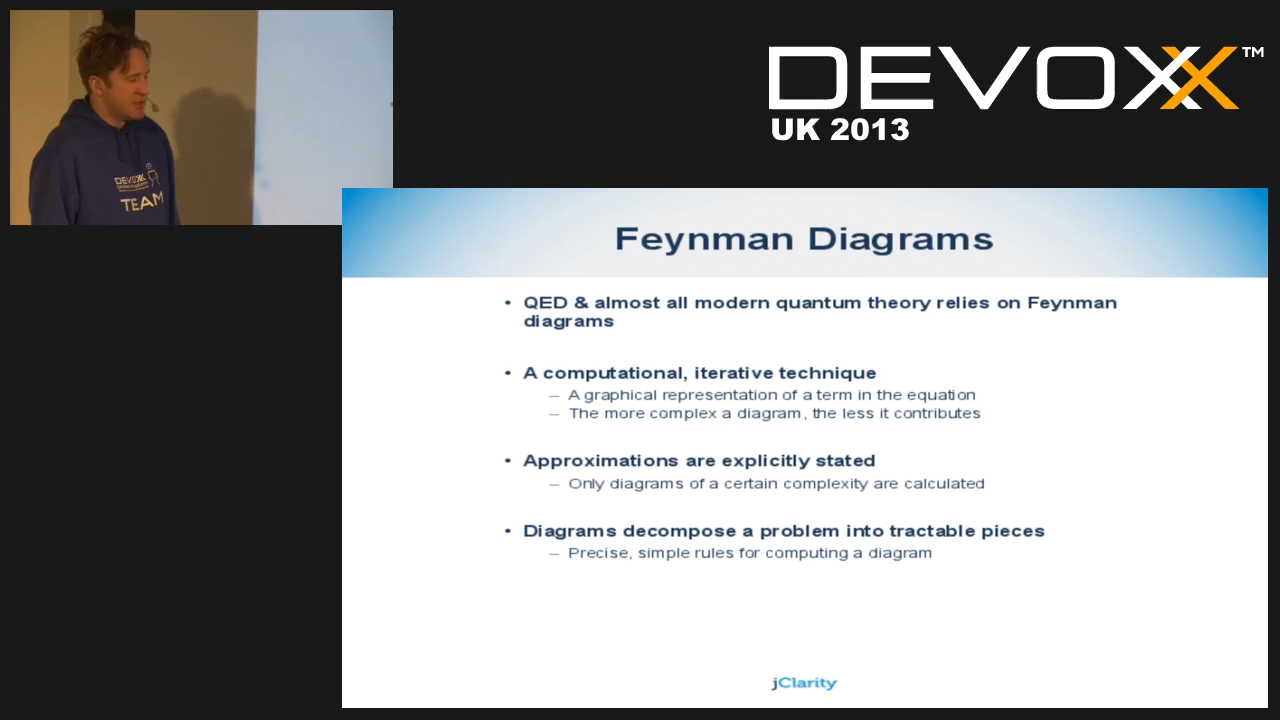 DEVOXX™
UK 2013
DEVOXX
TEAM
Feynman Diagrams
• QED & almost all modern quantum theory relies on Feynman
diagrams
• A computational, iterative technique
– A graphical representation of a term in the equation
– The more complex a diagram, the less it contributes
• Approximations are explicitly stated
– Only diagrams of a certain complexity are calculated
• Diagrams decompose a problem into tractable pieces
– Precise, simple rules for computing a diagram
jClarity